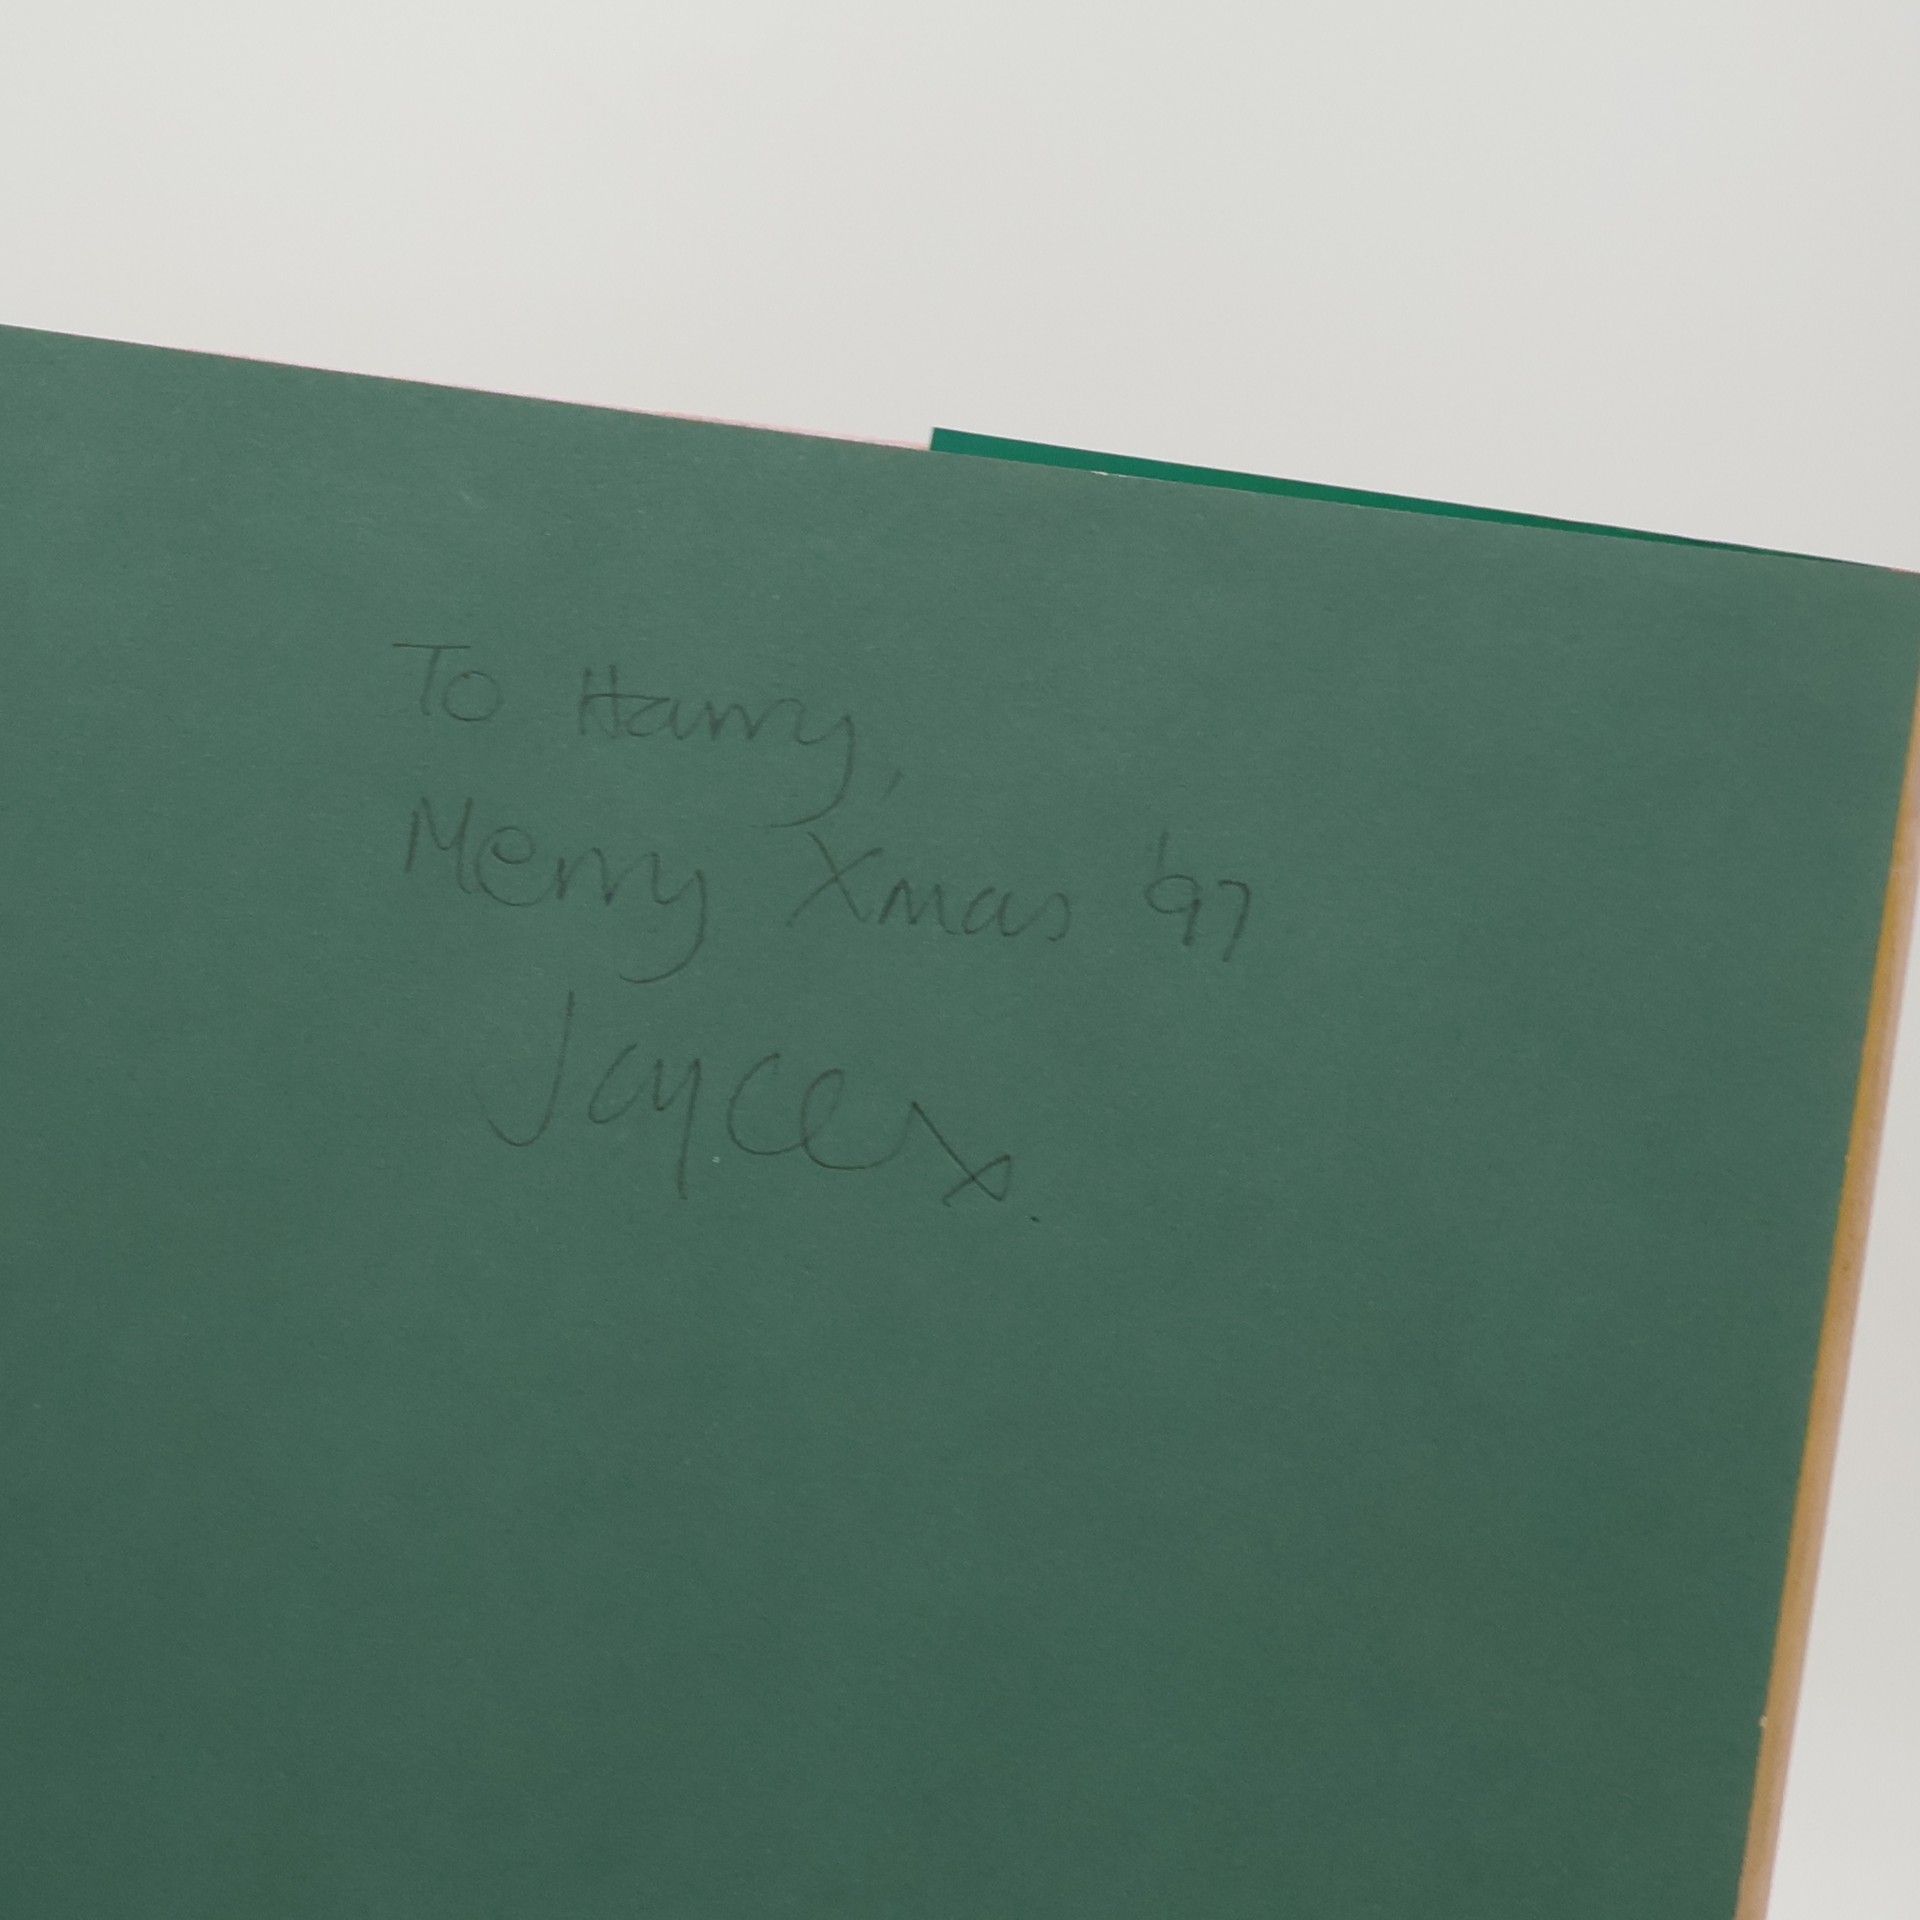 To Harry,
Merry Xmas '97
Joyce x.